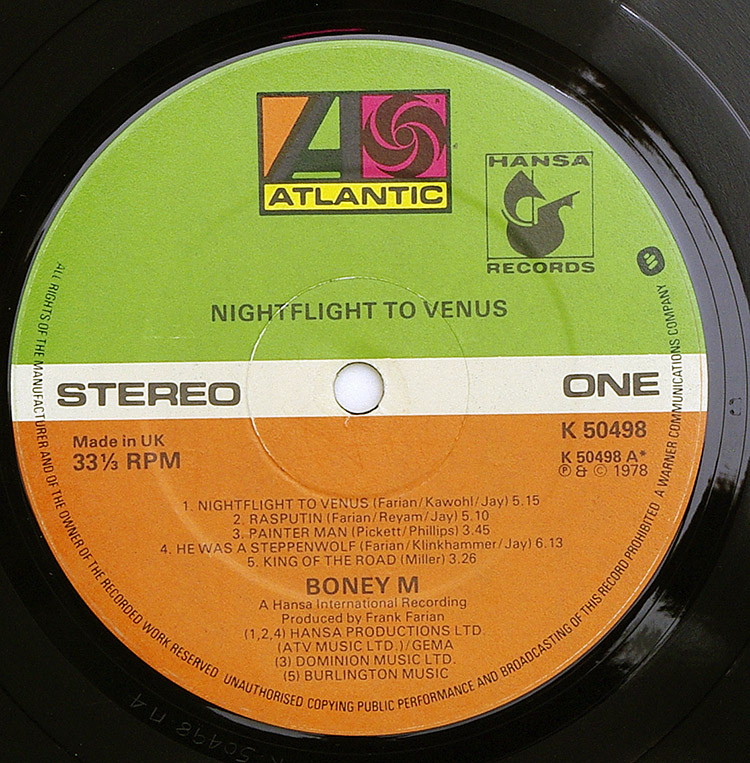 ATLANTIC
HANSA
RECORDS
NIGHTFLIGHT TO VENUS
STEREO
ONE
Made in UK
33⅓ RPM
K 50498
K 50498 A*
Ⓟ & © 1978
1. NIGHTFLIGHT TO VENUS (Farian/Kawohl/Jay) 5.15
2. RASPUTIN (Farian/Reyam/Jay) 5.10
3. PAINTER MAN (Pickett/Phillips) 3.45
4. HE WAS A STEPPENWOLF (Farian/Klinkhammer/Jay) 6.13
5. KING OF THE ROAD (Miller) 3.26
BONEY M
A Hansa International Recording
Produced by Frank Farian
(1,2,4) HANSA PRODUCTIONS LTD.
(ATV MUSIC LTD.)/GEMA
(3) DOMINION MUSIC LTD.
(5) BURLINGTON MUSIC
ALL RIGHTS OF THE MANUFACTURER AND OF THE OWNER OF THE RECORDED WORK RESERVED UNAUTHORISED COPYING PUBLIC PERFORMANCE AND BROADCASTING OF THIS RECORD PROHIBITED A WARNER COMMUNICATIONS COMPANY
50498